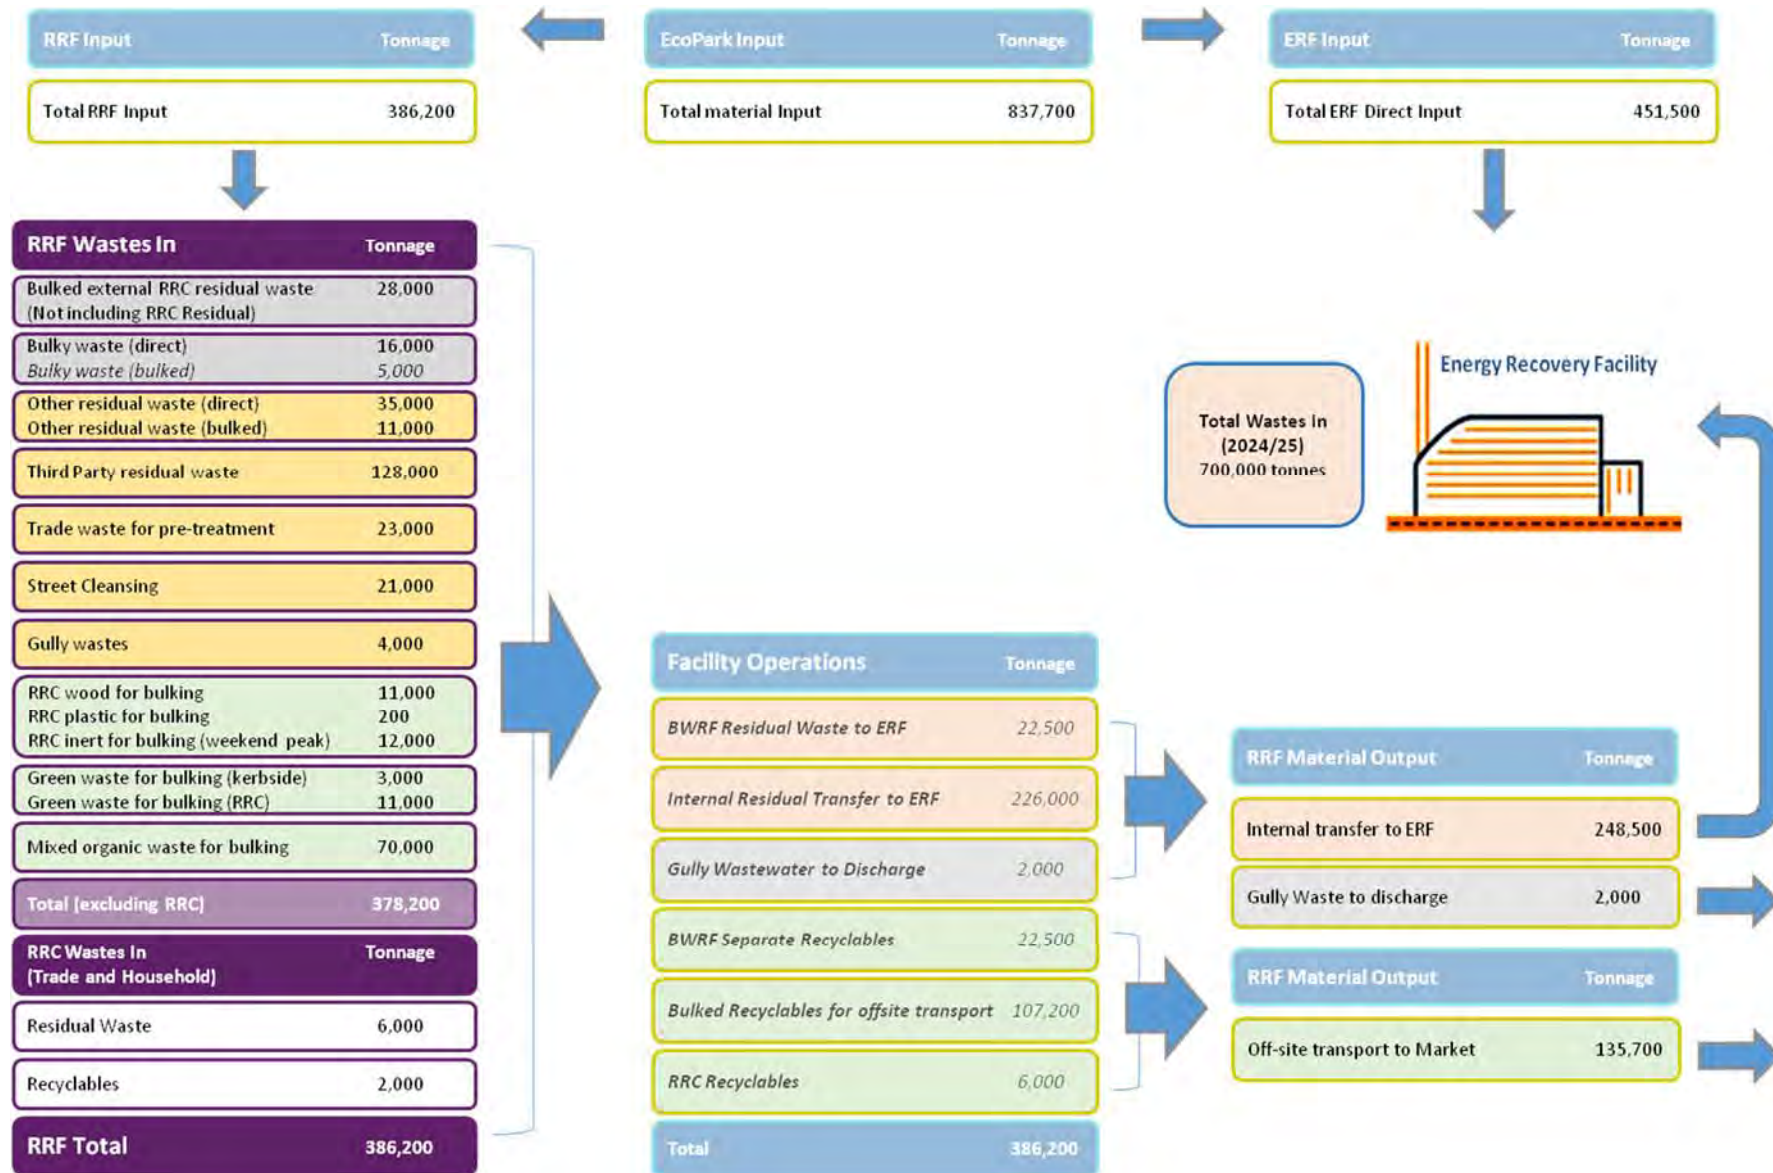 RRF Input Tonnage
Total RRF Input 386,200
EcoPark Input Tonnage
Total material Input 837,700
ERF Input Tonnage
Total ERF Direct Input 451,500
RRF Wastes In Tonnage
Bulked external RRC residual waste 28,000
(Not including RRC Residual)
Bulky waste (direct) 16,000
Bulky waste (bulked) 5,000
Other residual waste (direct) 35,000
Other residual waste (bulked) 11,000
Third Party residual waste 128,000
Trade waste for pre-treatment 23,000
Street Cleansing 21,000
Gully wastes 4,000
RRC wood for bulking 11,000
RRC plastic for bulking 200
RRC inert for bulking (weekend peak) 12,000
Green waste for bulking (kerbside) 3,000
Green waste for bulking (RRC) 11,000
Mixed organic waste for bulking 70,000
Total (excluding RRC) 378,200
RRC Wastes In Tonnage
(Trade and Household)
Residual Waste 6,000
Recyclables 2,000
RRF Total 386,200
Facility Operations Tonnage
BWRF Residual Waste to ERF 22,500
Internal Residual Transfer to ERF 226,000
Gully Wastewater to Discharge 2,000
BWRF Separate Recyclables 22,500
Bulked Recyclables for offsite transport 107,200
RRC Recyclables 6,000
Total 386,200
Total Wastes In
(2024/25)
700,000 tonnes
Energy Recovery Facility
RRF Material Output Tonnage
Internal transfer to ERF 248,500
Gully Waste to discharge 2,000
RRF Material Output Tonnage
Off-site transport to Market 135,700